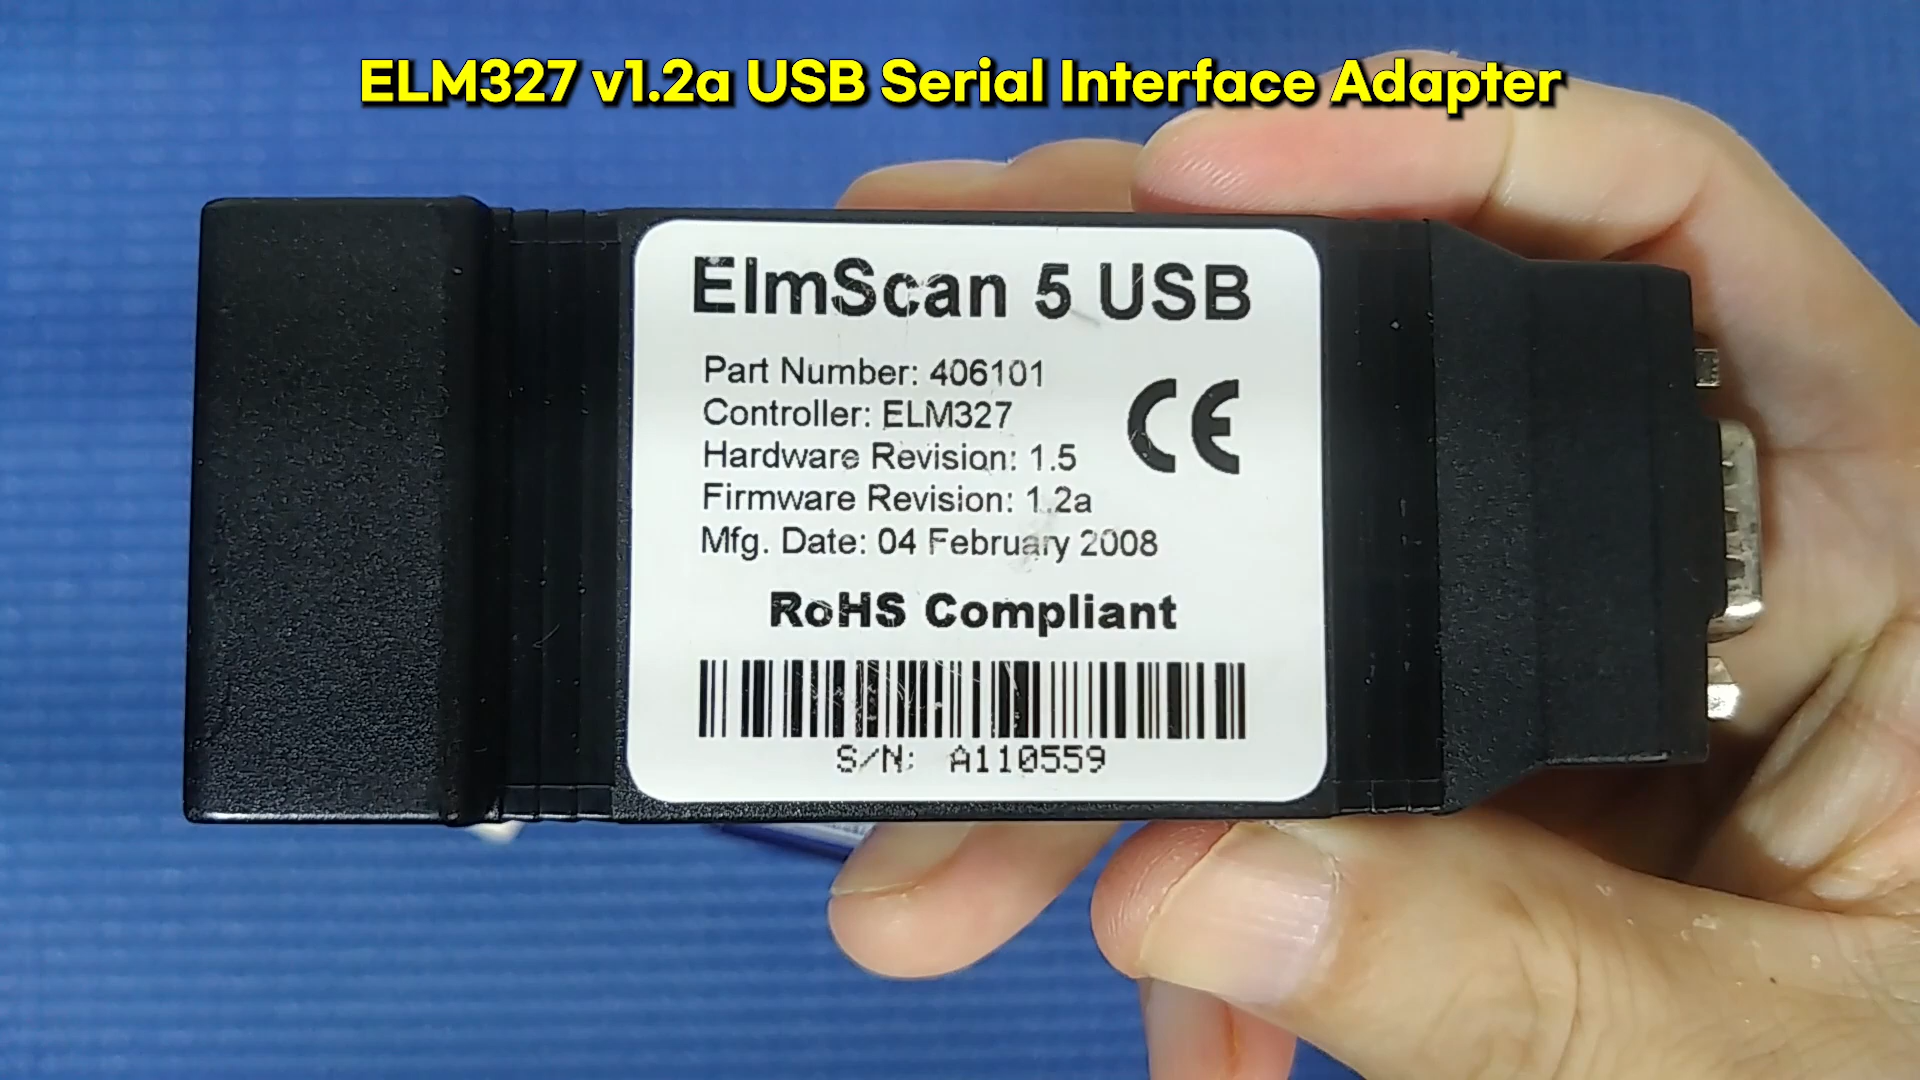 ELM327 v1.2a USB Serial Interface Adapter
ElmScan 5 USB
Part Number: 406101
Controller: ELM327
CE
Hardware Revision: 1.5
Firmware Revision: 1.2a
Mfg. Date: 04 February 2008
RoHS Compliant
S/N: A110559